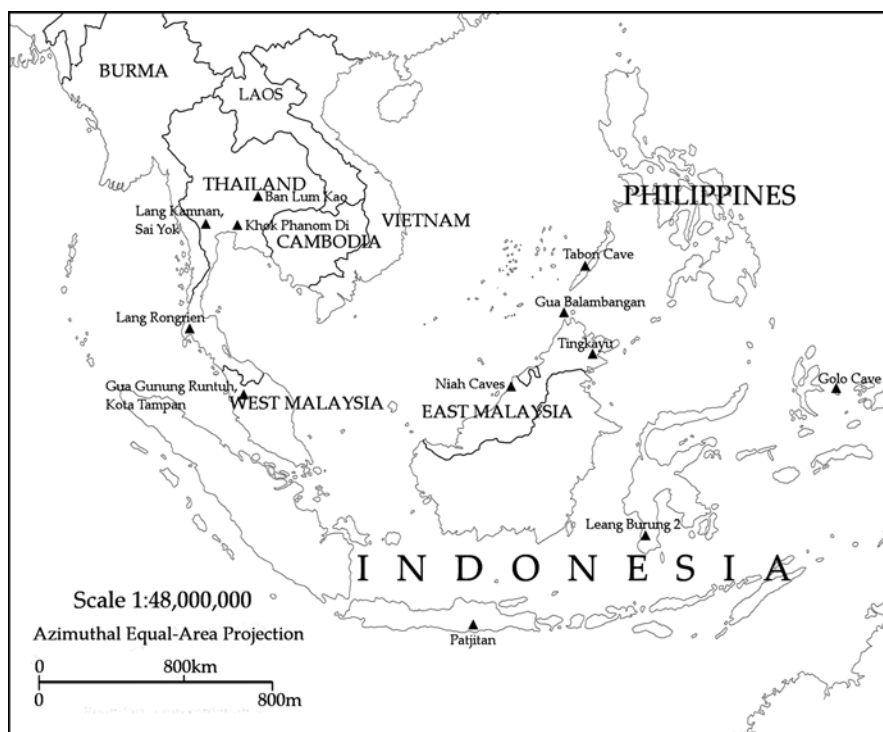 BURMA
LAOS
THAILAND
PHILIPPINES
Ban Lum Kao
Lang Kamnan,
Sai Yok
Khok Phanom Di
VIETNAM
CAMBODIA
Tabon Cave
Gua Balambangan
Lang Rongrien
Tingkayu
Gua Gunung Runtuh,
Kota Tampan
WEST MALAYSIA
Niah Caves
EAST MALAYSIA
Golo Cave
Leang Burung 2
INDONESIA
Scale 1:48,000,000
Azimuthal Equal-Area Projection
Patjitan
0 800km
0 800m